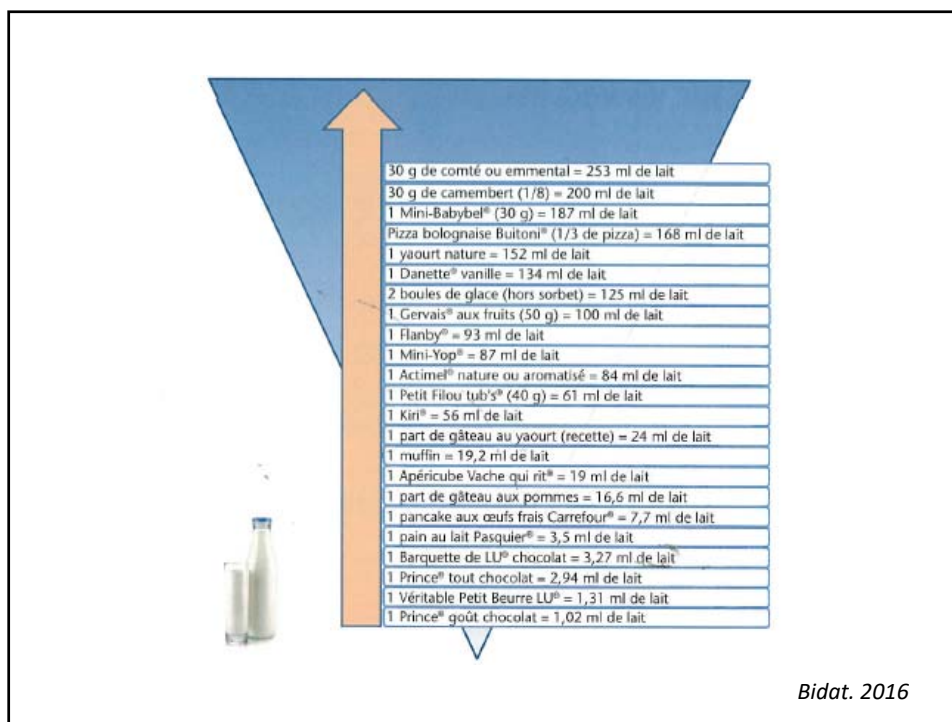 30 g de comté ou emmental = 253 ml de lait
30 g de camembert (1/8) = 200 ml de lait
1 Mini-Babybel® (30 g) = 187 ml de lait
Pizza bolognaise Buitoni® (1/3 de pizza) = 168 ml de lait
1 yaourt nature = 152 ml de lait
1 Danette® vanille = 134 ml de lait
2 boules de glace (hors sorbet) = 125 ml de lait
1 Gervais® aux fruits (50 g) = 100 ml de lait
1 Flanby® = 93 ml de lait
1 Mini-Yop® = 87 ml de lait
1 Actimel® nature ou aromatisé = 84 ml de lait
1 Petit Filou tub's® (40 g) = 61 ml de lait
1 Kiri® = 56 ml de lait
1 part de gâteau au yaourt (recette) = 24 ml de lait
1 muffin = 19,2 ml de lait
1 Apéricube Vache qui rit® = 19 ml de lait
1 part de gâteau aux pommes = 16,6 ml de lait
1 pancake aux œufs frais Carrefour® = 7,7 ml de lait
1 pain au lait Pasquier® = 3,5 ml de lait
1 Barquette de LU® chocolat = 3,27 ml de lait
1 Prince® tout chocolat = 2,94 ml de lait
1 Véritable Petit Beurre LU® = 1,31 ml de lait
1 Prince® goût chocolat = 1,02 ml de lait
Bidat. 2016